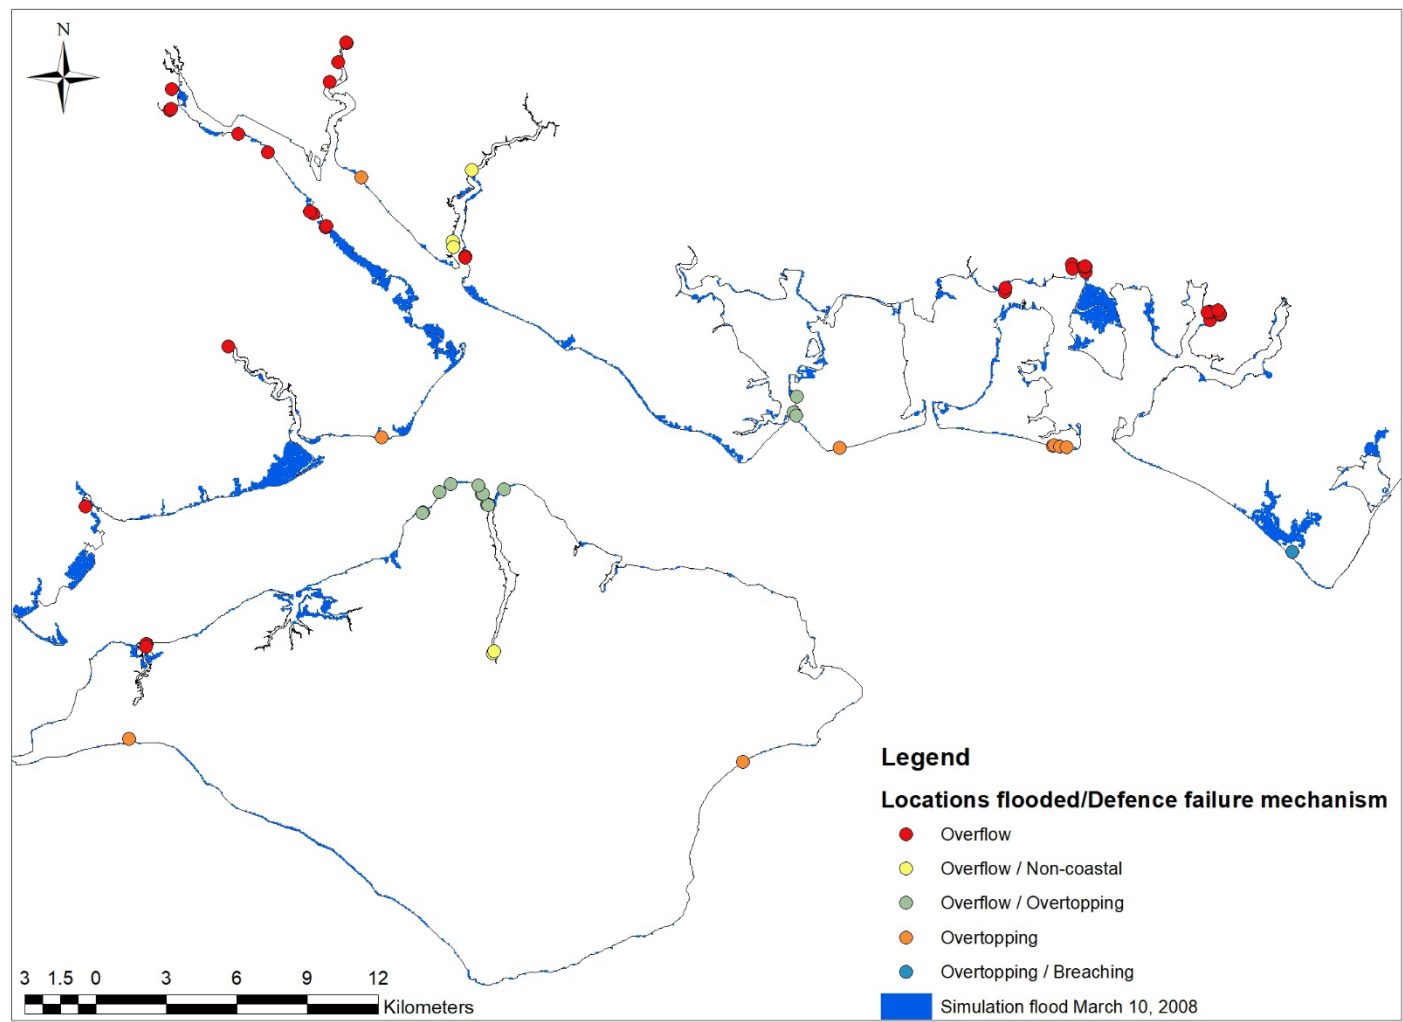 N
Legend
Locations flooded/Defence failure mechanism
Overflow
Overflow / Non-coastal
Overflow / Overtopping
Overtopping
Overtopping / Breaching
Simulation flood March 10, 2008
3 1.5 0 3 6 9 12
Kilometers